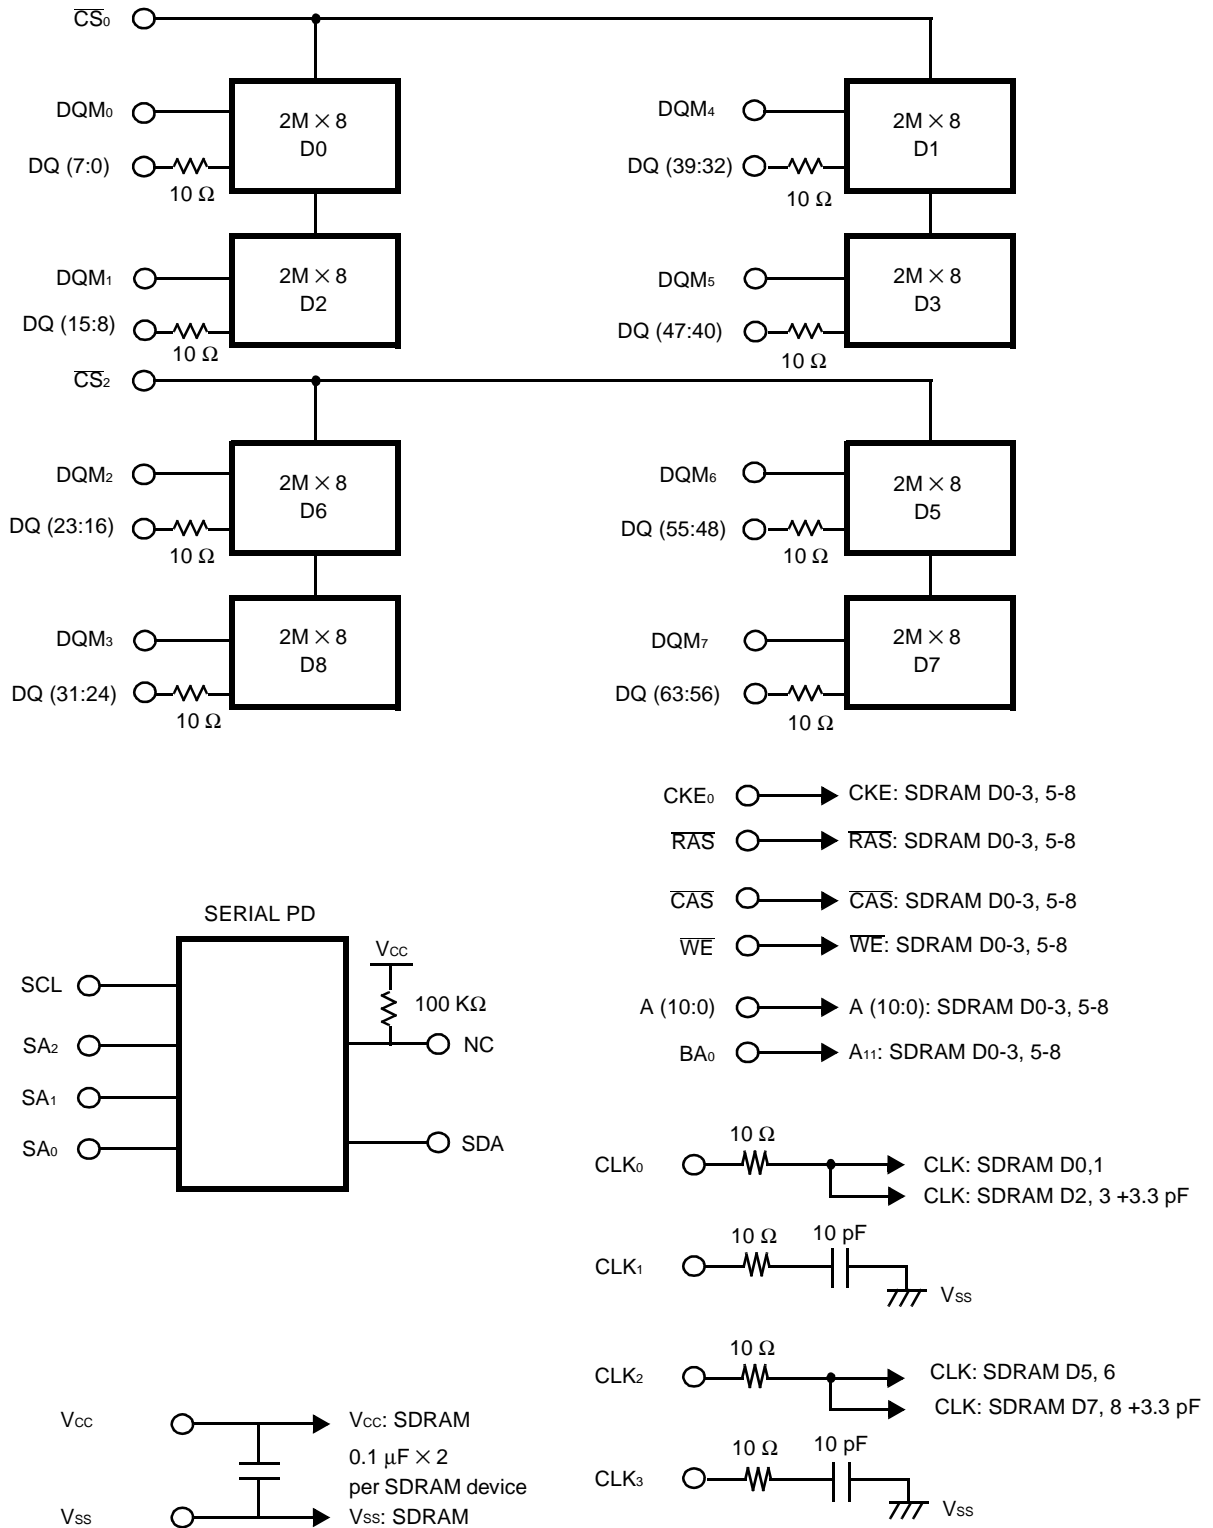 CS0
DQM0
2M × 8
D0
DQ (7:0)
10 Ω
DQM4
2M × 8
D1
DQ (39:32)
10 Ω
DQM1
2M × 8
D2
DQ (15:8)
10 Ω
DQM5
2M × 8
D3
DQ (47:40)
10 Ω
CS2
DQM2
2M × 8
D6
DQ (23:16)
10 Ω
DQM6
2M × 8
D5
DQ (55:48)
10 Ω
DQM3
2M × 8
D8
DQ (31:24)
10 Ω
DQM7
2M × 8
D7
DQ (63:56)
10 Ω
CKE0 CKE: SDRAM D0-3, 5-8
RAS RAS: SDRAM D0-3, 5-8
CAS CAS: SDRAM D0-3, 5-8
WE WE: SDRAM D0-3, 5-8
A (10:0) A (10:0): SDRAM D0-3, 5-8
BA0 A11: SDRAM D0-3, 5-8
SERIAL PD
SCL
SA2
SA1
SA0
VCC
100 KΩ
NC
SDA
10 Ω
CLK0 CLK: SDRAM D0,1
CLK: SDRAM D2, 3 +3.3 pF
10 Ω 10 pF
CLK1
VSS
10 Ω
CLK2 CLK: SDRAM D5, 6
CLK: SDRAM D7, 8 +3.3 pF
10 Ω 10 pF
CLK3
VSS
VCC VCC: SDRAM
0.1 µF × 2
per SDRAM device
VSS VSS: SDRAM